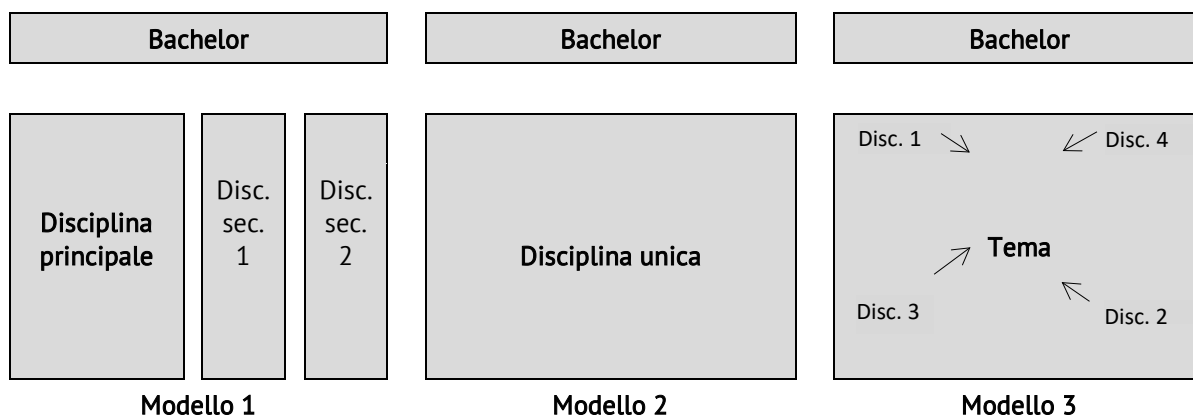 Bachelor
Disciplina
principale
Disc.
sec.
1
Disc.
sec.
2
Modello 1
Bachelor
Disciplina unica
Modello 2
Bachelor
Disc. 1
Disc. 4
Tema
Disc. 3
Disc. 2
Modello 3